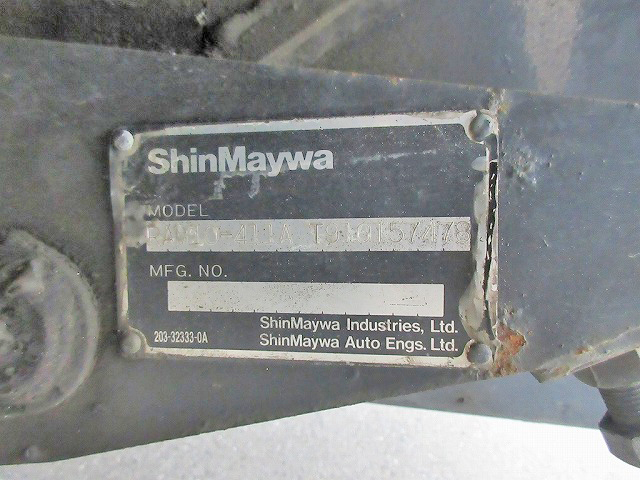 ShinMaywa
MODEL
MFG. NO.
203-32333-0A
ShinMaywa Industries, Ltd.
ShinMaywa Auto Engs. Ltd.